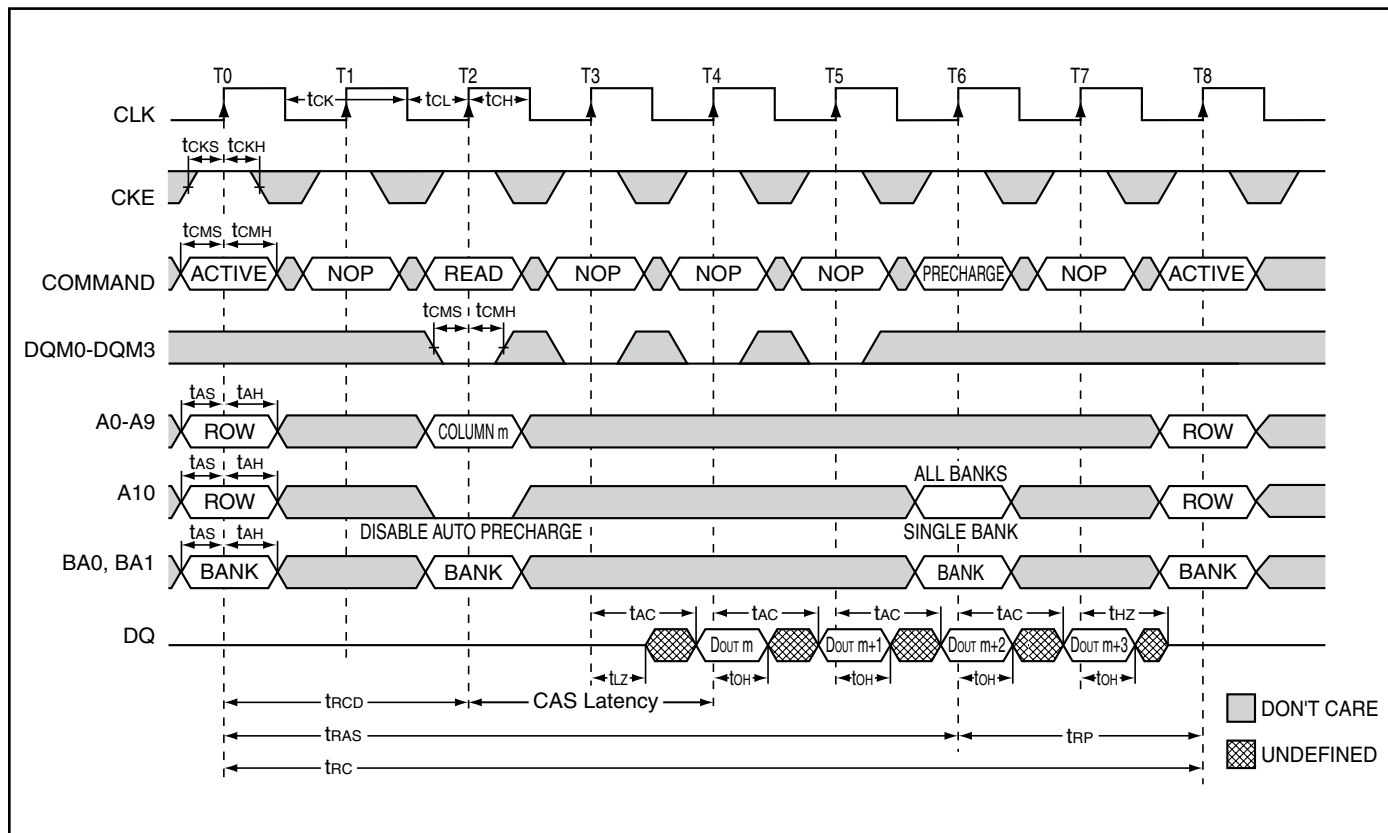 T0 T1 T2 T3 T4 T5 T6 T7 T8
CLK tCK tCL tCH
tCKS tCKH
CKE
tCMS tCMH
COMMAND ACTIVE NOP READ NOP NOP NOP PRECHARGE NOP ACTIVE
tCMS tCMH
DQM0-DQM3
tAS tAH
A0-A9 ROW COLUMN m ROW
tAS tAH ALL BANKS
A10 ROW ROW
tAS tAH DISABLE AUTO PRECHARGE SINGLE BANK
BA0, BA1 BANK BANK BANK BANK
tAC tAC tAC tAC tHZ
DQ DOUT m DOUT m+1 DOUT m+2 DOUT m+3
tLZ tOH tOH tOH tOH
tRCD CAS Latency
DON'T CARE
tRAS tRP
UNDEFINED
tRC